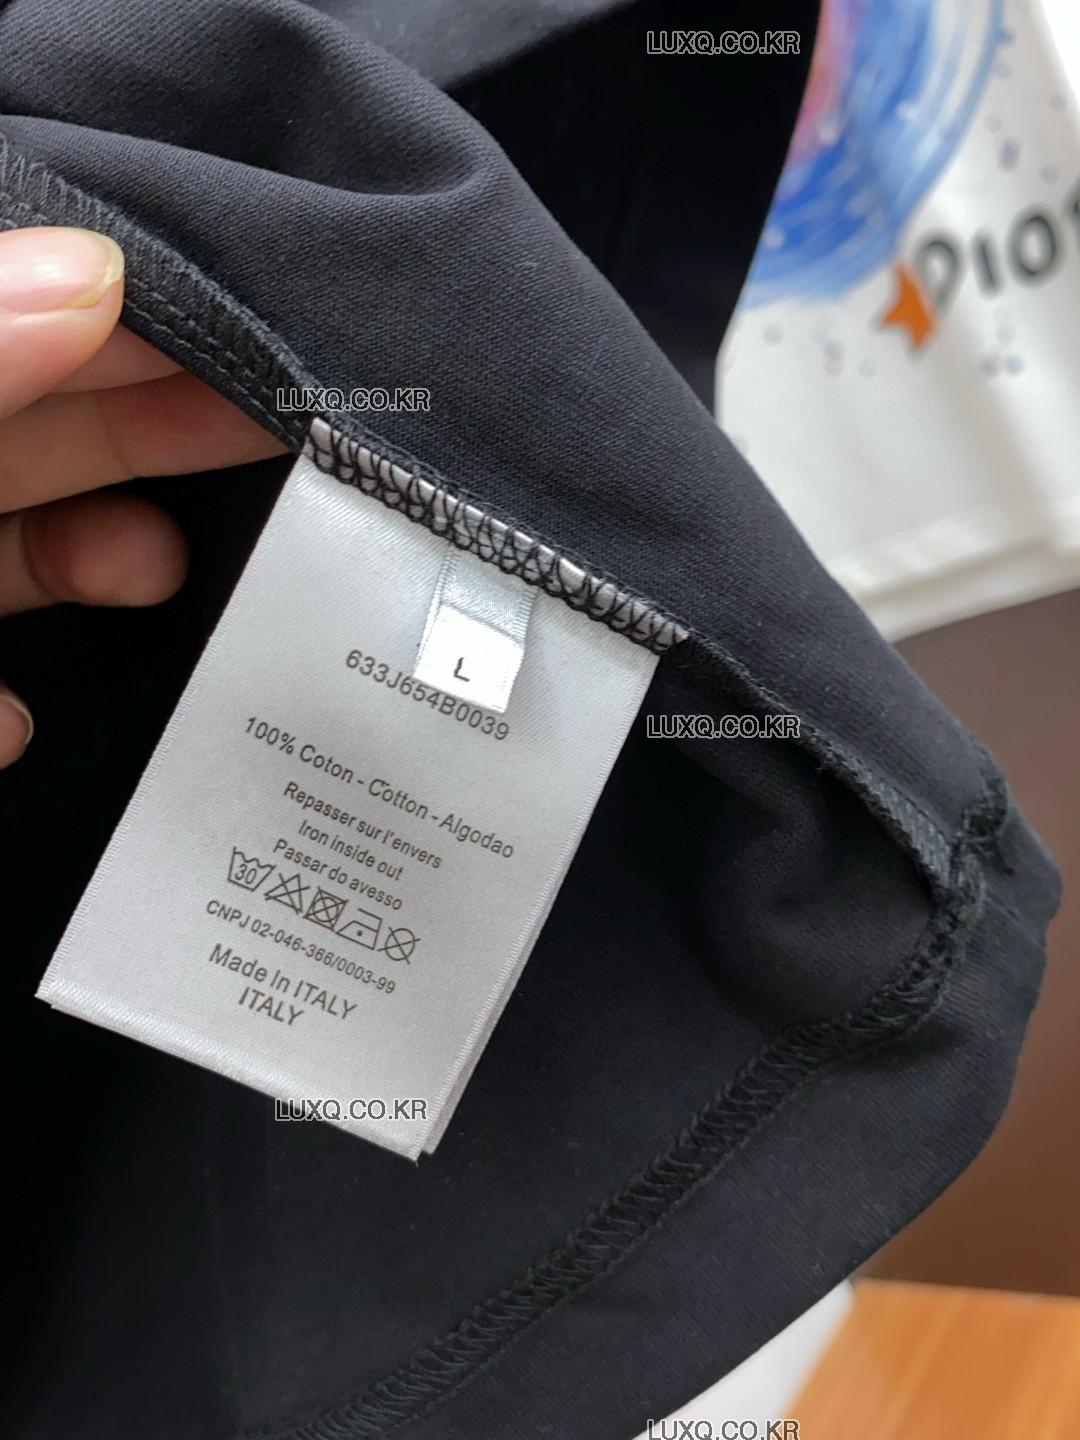 LUXQ.CO.KR
DIOR
LUXQ.CO.KR
L
633J654B0039
LUXQ.CO.KR
100% Coton - Cotton - Algodao
Repasser sur l'envers
Iron inside out
Passar do avesso
30
CNPJ 02-046-366/0003-99
Made In ITALY
ITALY
LUXQ.CO.KR
LUXQ.CO.KR